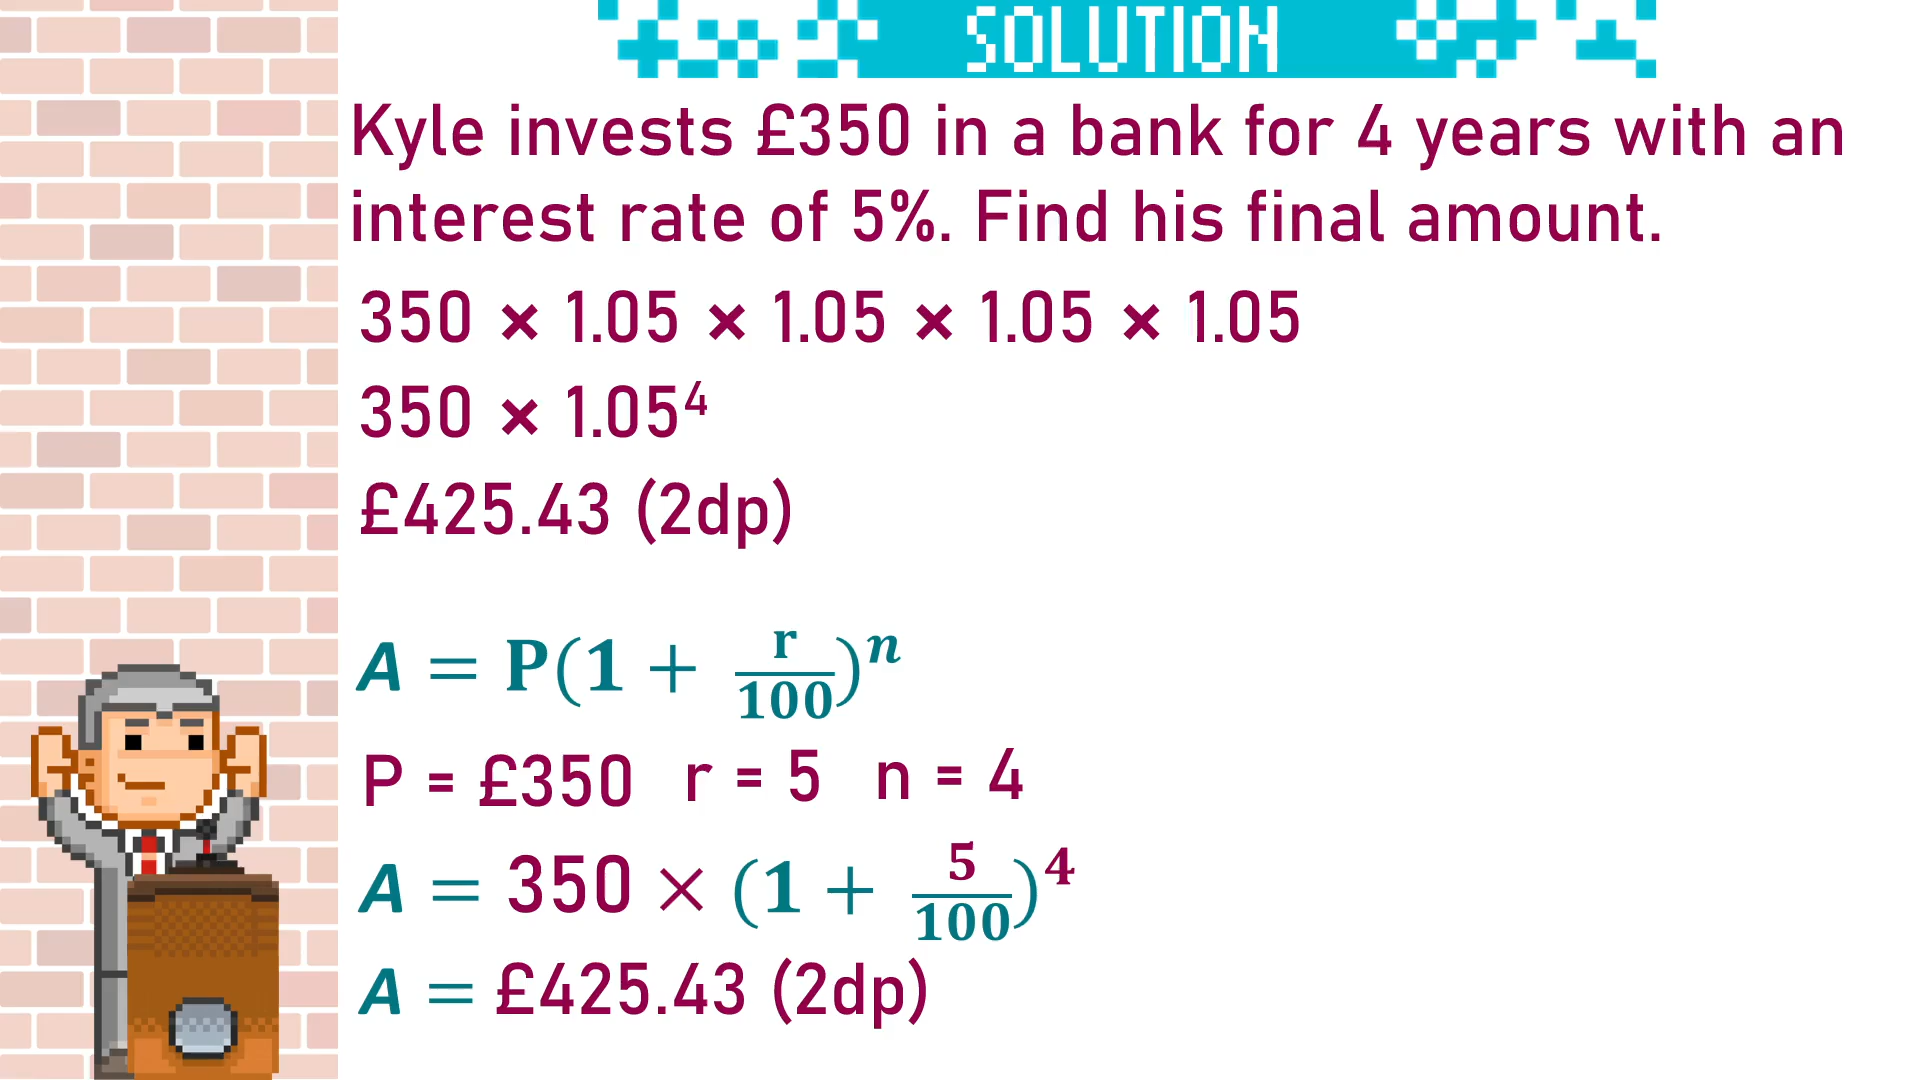 SOLUTION
Kyle invests £350 in a bank for 4 years with an
interest rate of 5%. Find his final amount.
350 × 1.05 × 1.05 × 1.05 × 1.05
350 × 1.05⁴
£425.43 (2dp)
A = P(1 + r/100)ⁿ
P = £350 r = 5 n = 4
A = 350 × (1 + 5/100)⁴
A = £425.43 (2dp)